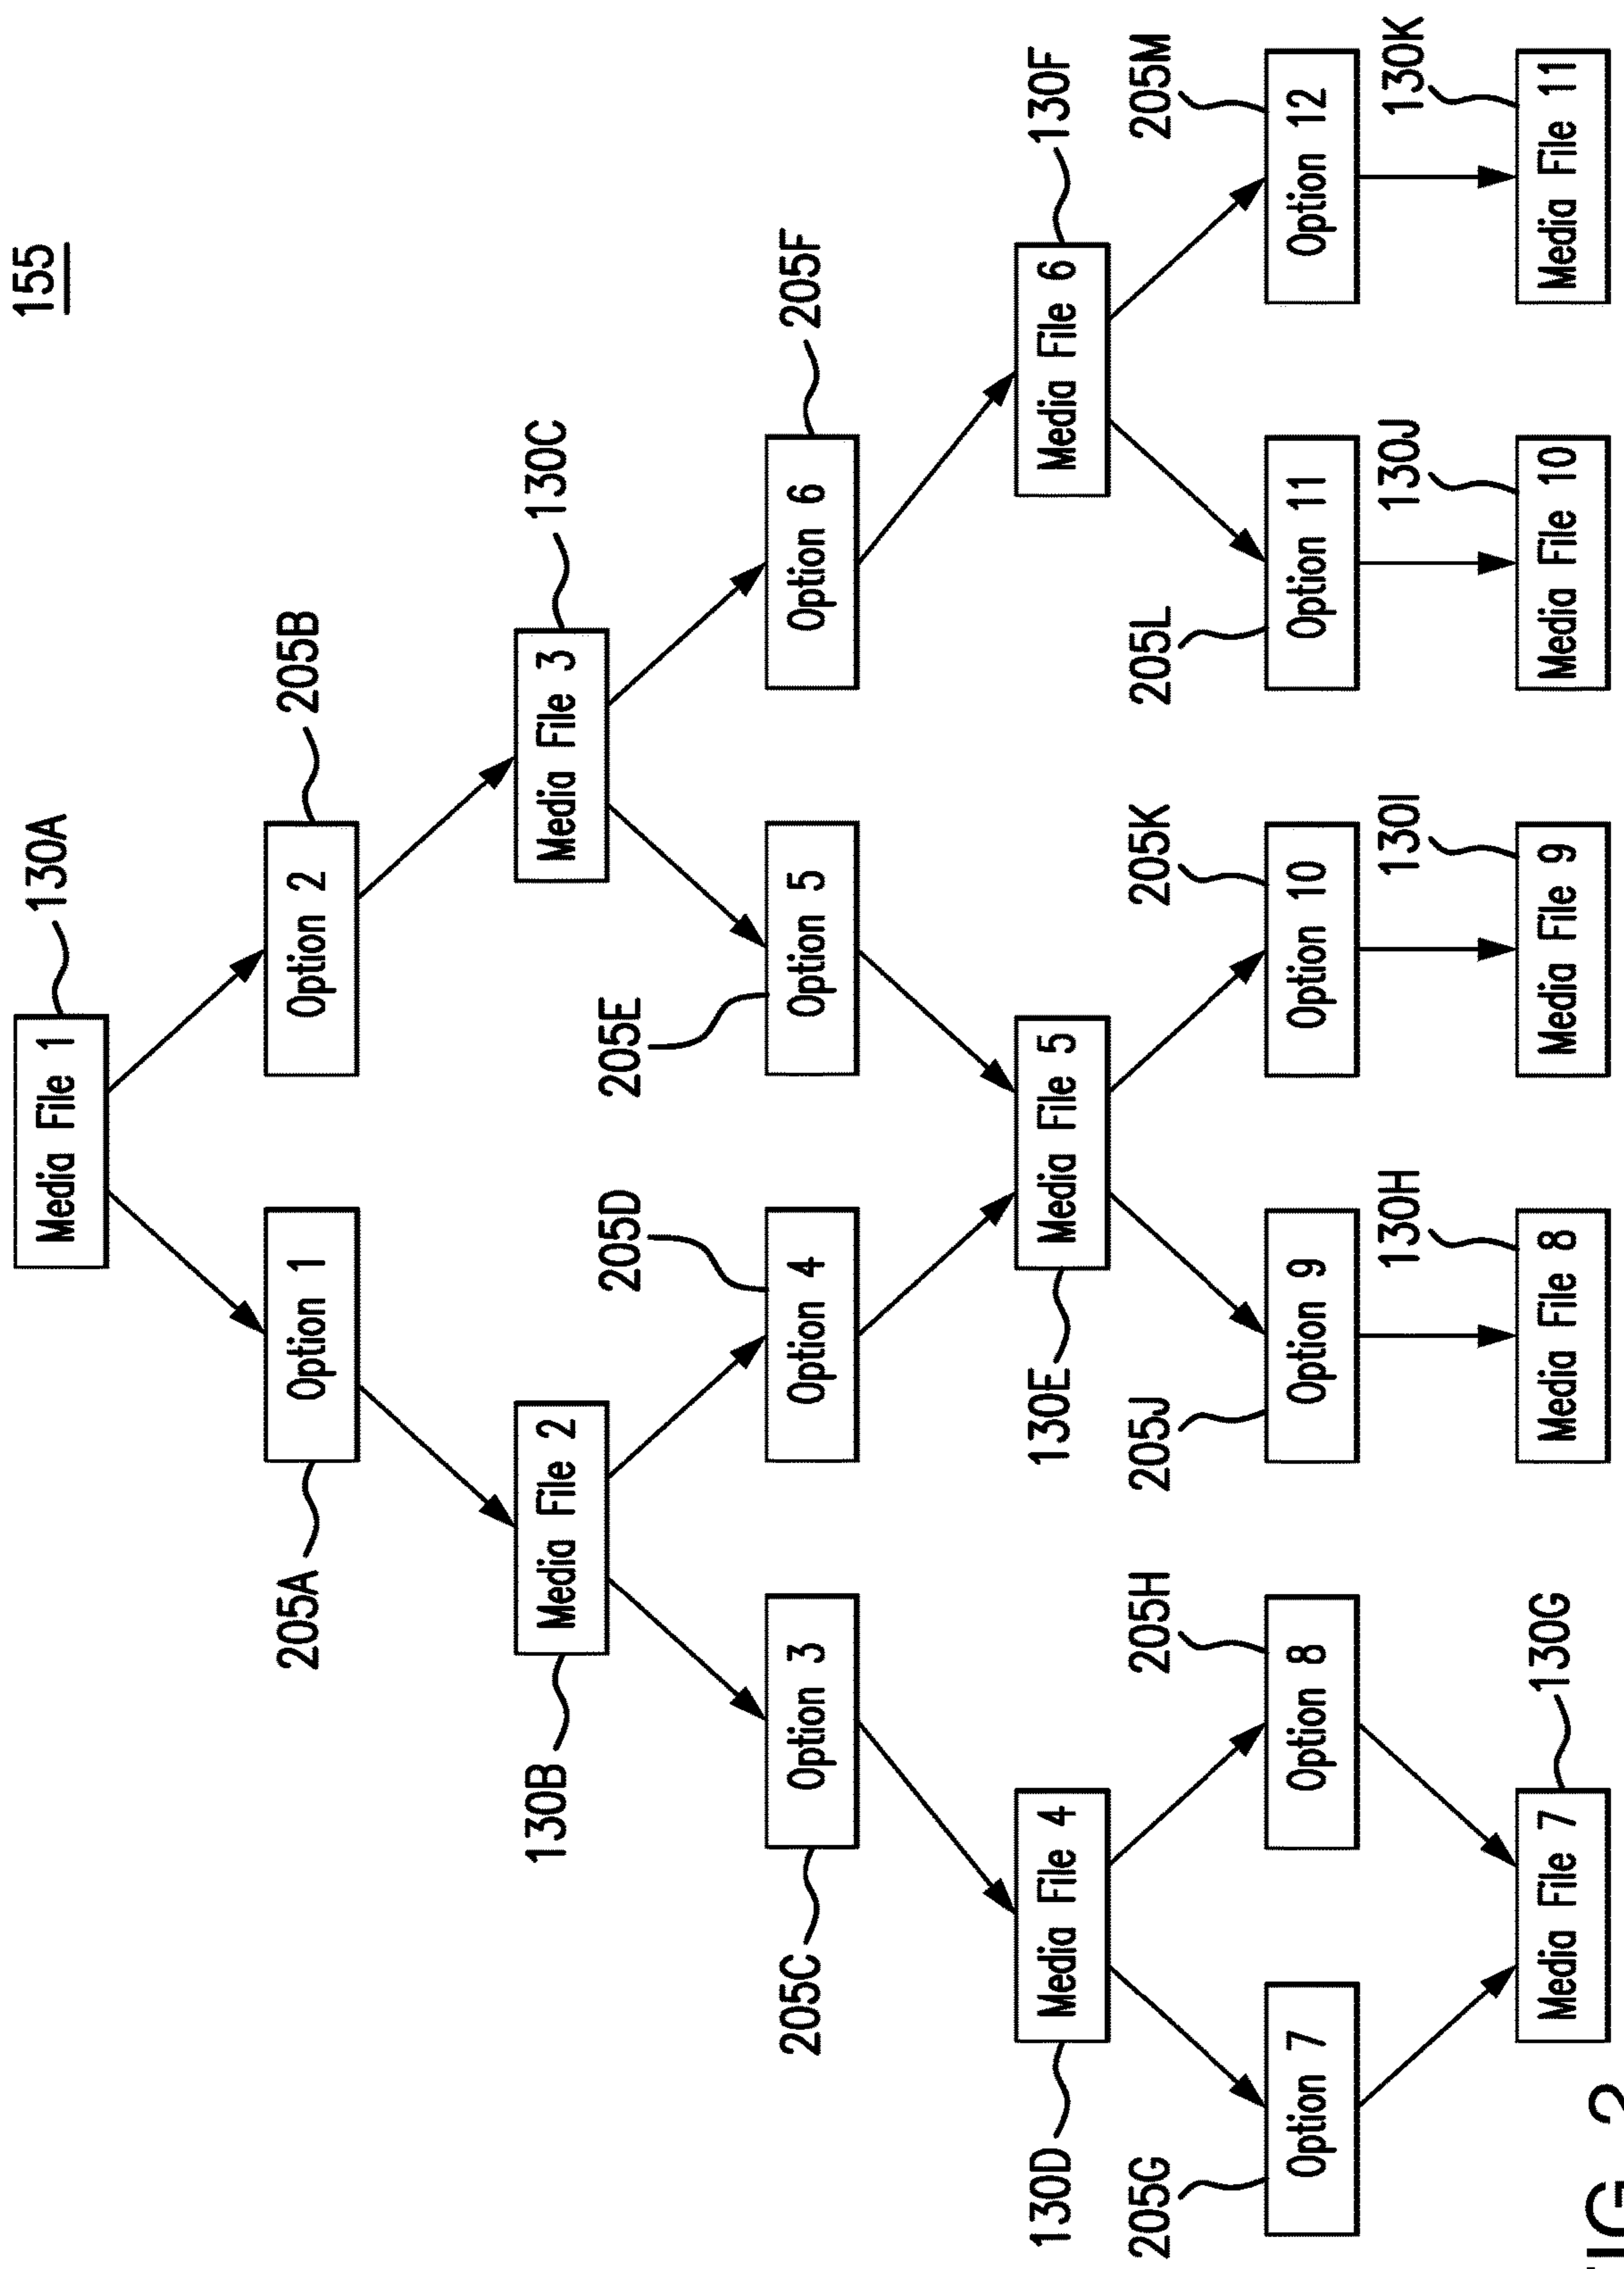 155
Media File 1
130A
205A
Option 1
Option 2
205B
130B
Media File 2
Media File 3
130C
205D
205E
205C
Option 3
Option 4
Option 5
Option 6
205F
130D
Media File 4
130E
Media File 5
Media File 6
130F
205G
205H
205J
205K
205L
205M
Option 7
Option 8
Option 9
Option 10
Option 11
Option 12
130H
130I
130J
130K
Media File 7
130G
Media File 8
Media File 9
Media File 10
Media File 11